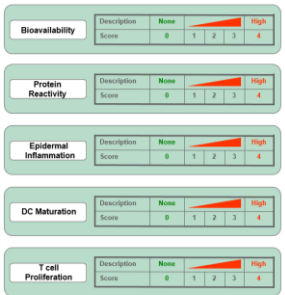 Bioavailability
Description None High
Score 0 1 2 3 4
Protein
Reactivity
Description None High
Score 0 1 2 3 4
Epidermal
Inflammation
Description None High
Score 0 1 2 3 4
DC Maturation
Description None High
Score 0 1 2 3 4
T cell
Proliferation
Description None High
Score 0 1 2 3 4